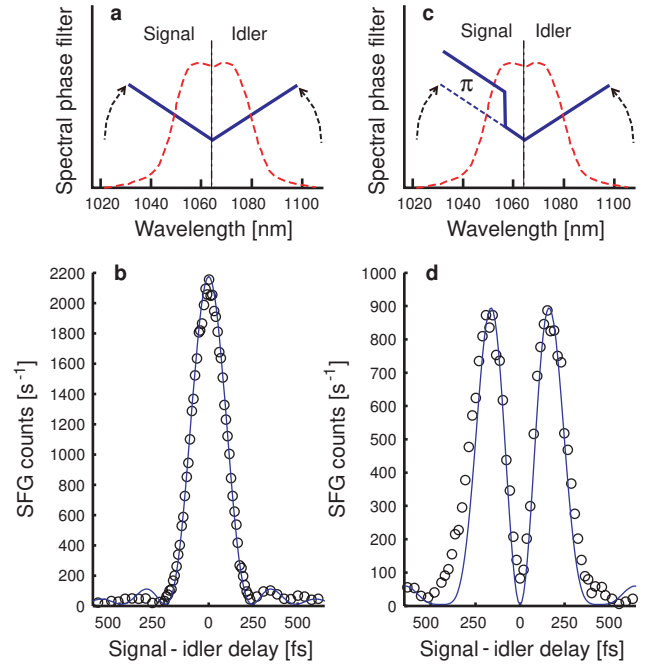 a
Signal
Idler
Spectral phase filter
1020
1040
1060
1080
1100
Wavelength [nm]
c
Signal
Idler
π
Spectral phase filter
1020
1040
1060
1080
1100
Wavelength [nm]
b
2200
2000
1800
1600
1400
1200
1000
800
600
400
200
0
SFG counts [s⁻¹]
500
250
0
250
500
Signal - idler delay [fs]
d
1000
900
800
700
600
500
400
300
200
100
0
SFG counts [s⁻¹]
500
250
0
250
500
Signal - idler delay [fs]